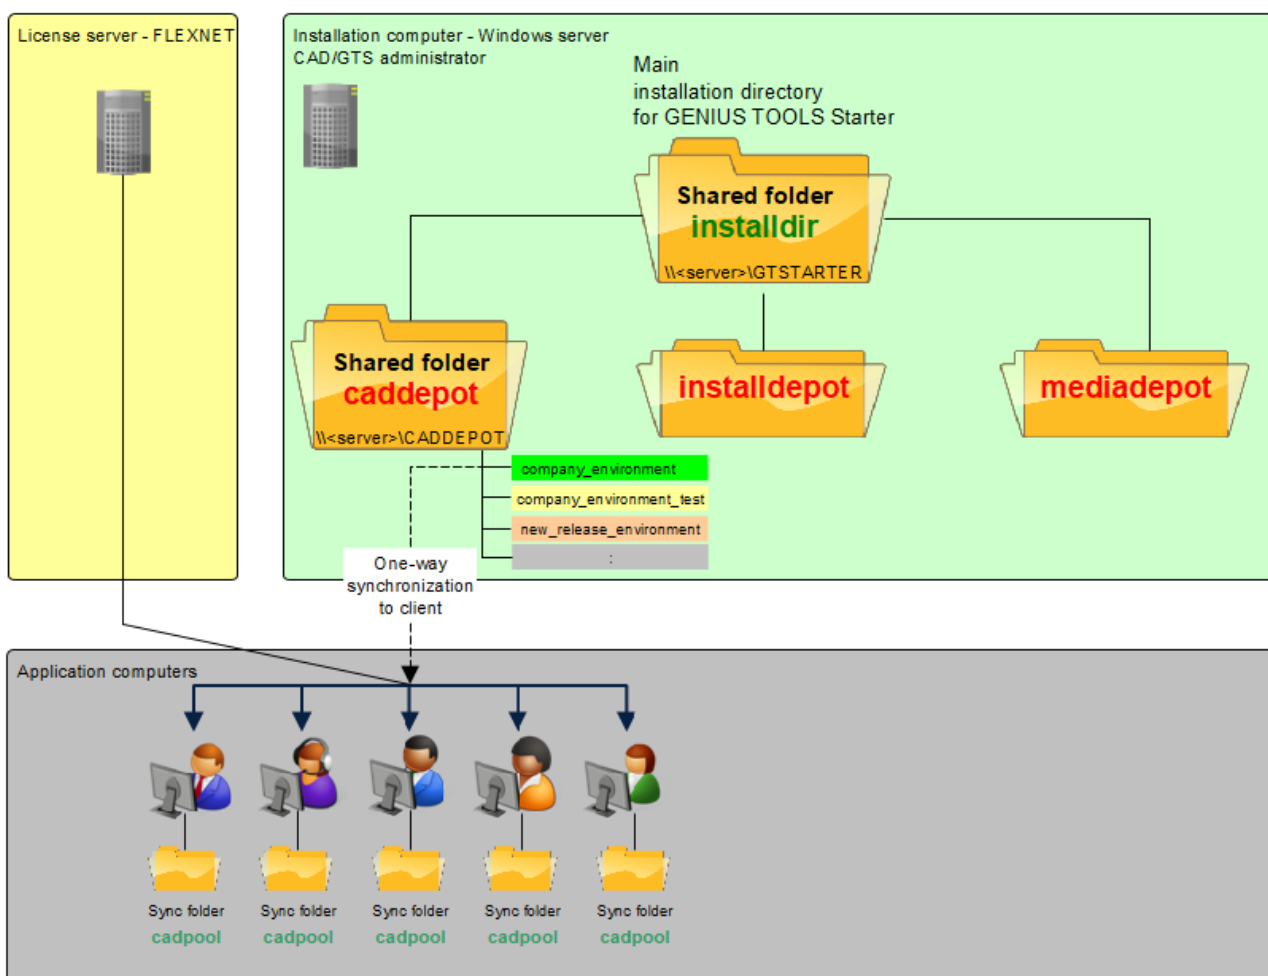 License server - FLEXNET
Installation computer - Windows server
CAD/GTS administrator
Main
installation directory
for GENIUS TOOLS Starter
Shared folder
installdir
\\<server>\GTSTARTER
Shared folder
caddepot
\\<server>\CADDEPOT
installdepot
mediadepot
company_environment
company_environment_test
new_release_environment
:
One-way
synchronization
to client
Application computers
Sync folder
cadpool
Sync folder
cadpool
Sync folder
cadpool
Sync folder
cadpool
Sync folder
cadpool